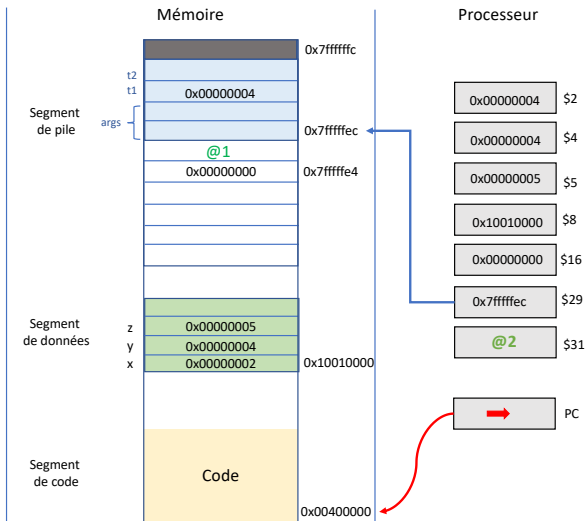 Mémoire
Processeur
0x7ffffffc
t2
t1
0x00000004
Segment
de pile
args
0x7fffffec
@1
0x00000000
0x7fffffe4
0x00000004
$2
0x00000004
$4
0x00000005
$5
0x10010000
$8
0x00000000
$16
0x7fffffec
$29
@2
$31
Segment
de données
z
0x00000005
y
0x00000004
x
0x00000002
0x10010000
PC
Segment
de code
Code
0x00400000